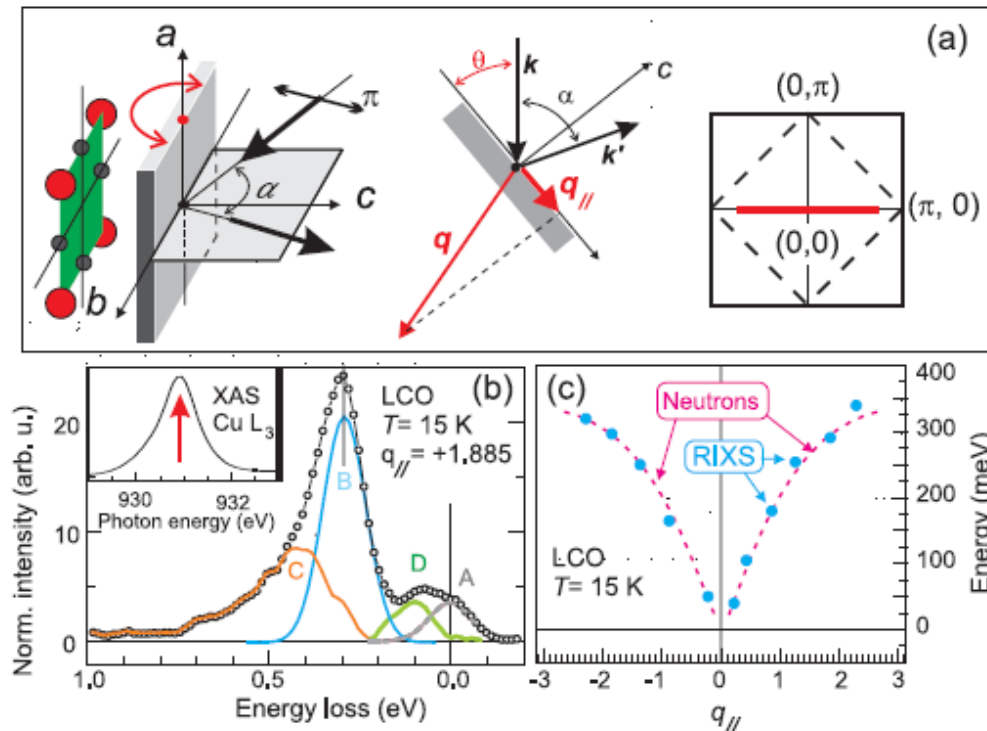 (a)
a
π
α
c
b
θ
k
α
c
k'
q//
q
(0,π)
(π, 0)
(0,0)
(b)
XAS
Cu L3
930 932
Photon energy (eV)
LCO
T= 15 K
q// = +1.885
B
C
D
A
20
10
0
Norm. intensity (arb. u.)
1.0 0.5 0.0
Energy loss (eV)
(c)
Neutrons
RIXS
LCO
T= 15 K
400
300
200
100
0
Energy (meV)
-3 -2 -1 0 1 2 3
q//